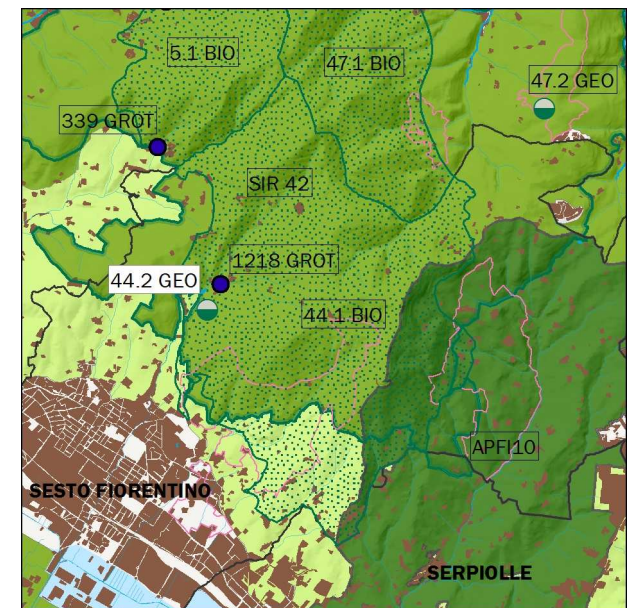 5.1 BIO
47.1 BIO
47.2 GEO
339 GROT
SIR 42
1218 GROT
44.2 GEO
44.1 BIO
APFI10
SESTO FIORENTINO
SERPIOLLE